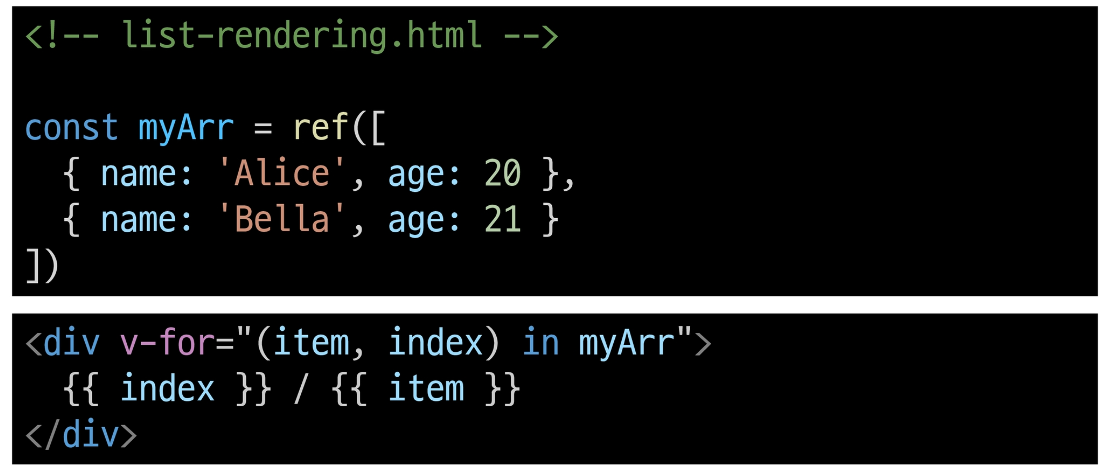 <!-- list-rendering.html -->
const myArr = ref([
  { name: 'Alice', age: 20 },
  { name: 'Bella', age: 21 }
])
<div v-for="(item, index) in myArr">
  {{ index }} / {{ item }}
</div>